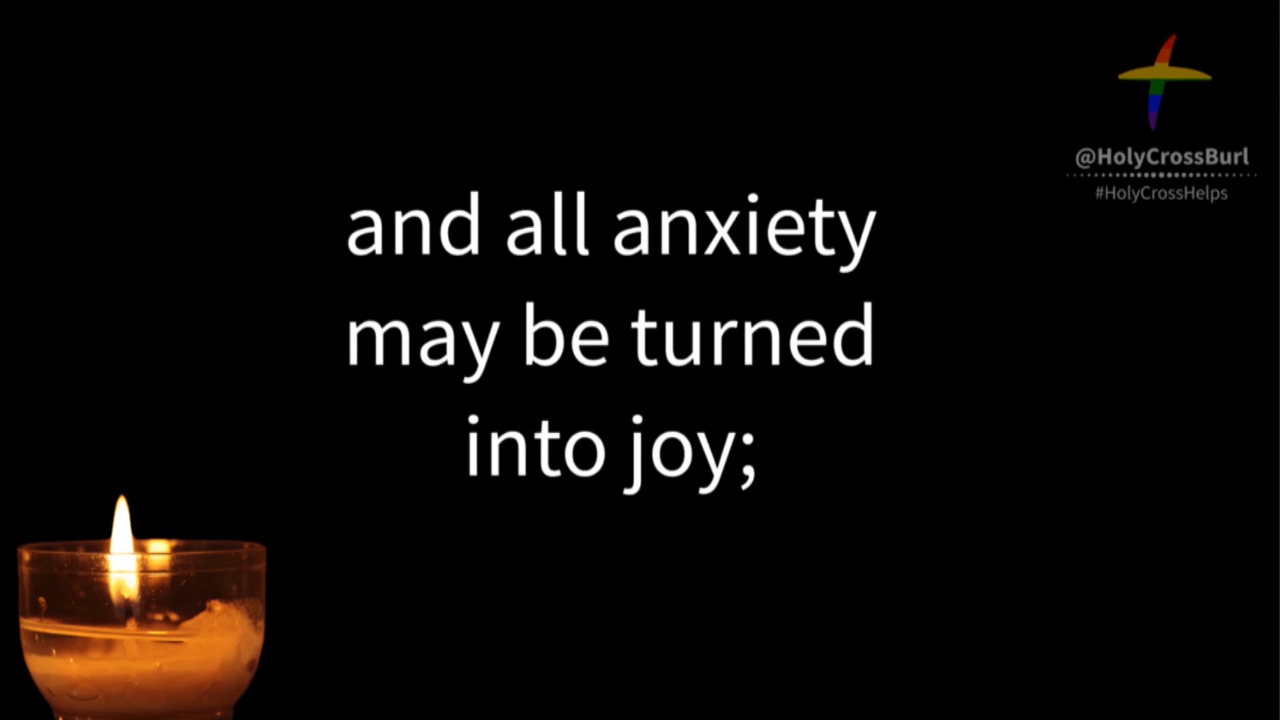 @HolyCrossBurl
#HolyCrossHelps
and all anxiety
may be turned
into joy;